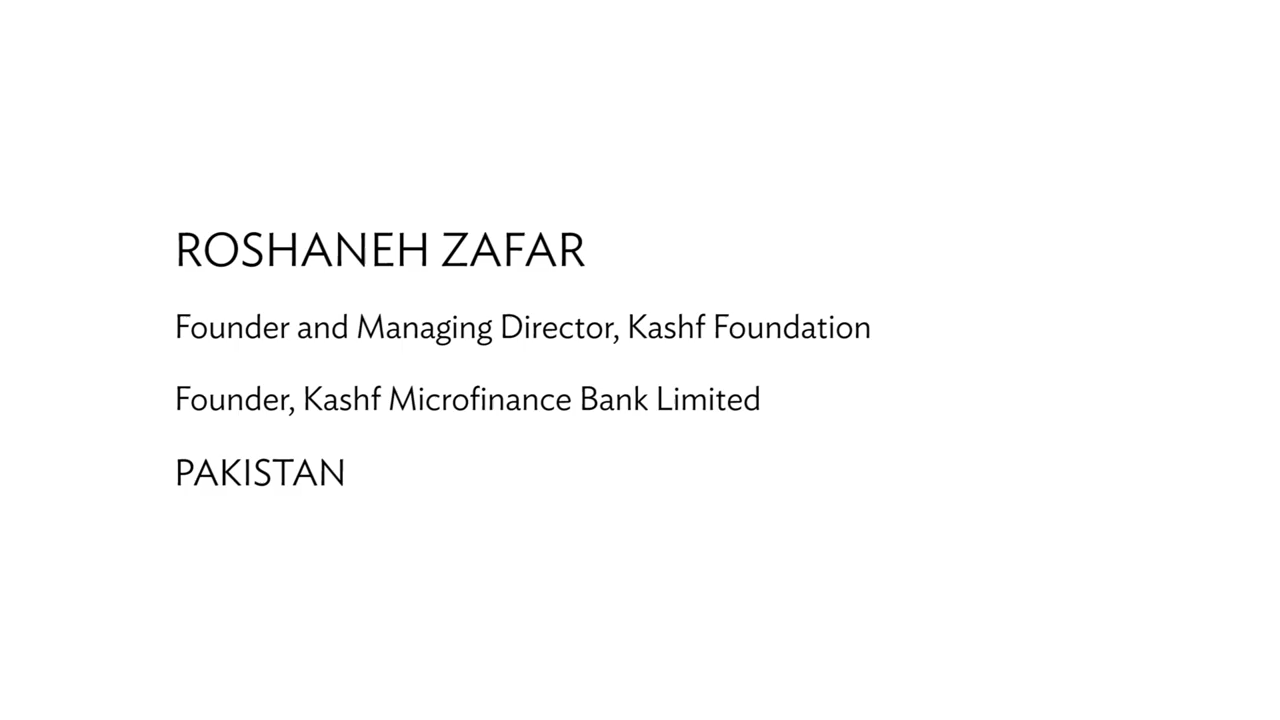 ROSHANEH ZAFAR
Founder and Managing Director, Kashf Foundation
Founder, Kashf Microfinance Bank Limited
PAKISTAN